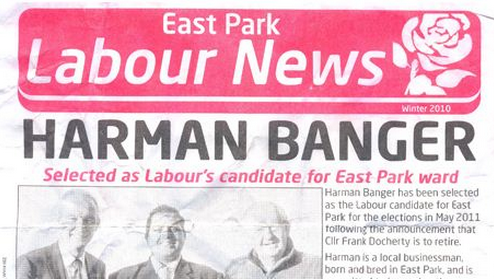 East Park
Labour News
Winter 2010
HARMAN BANGER
Selected as Labour's candidate for East Park ward
Harman Banger has been selected
as the Labour candidate for East
Park for the elections in May 2011
following the announcement that
Cllr Frank Docherty is to retire.
Harman is a local businessman,
born and bred in East Park, and is